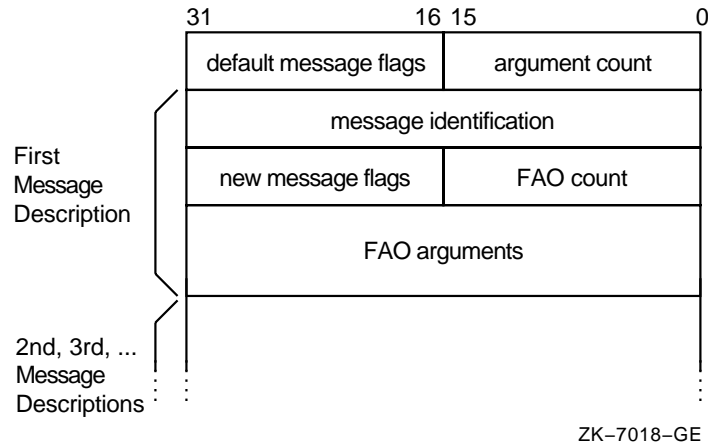 31 16 15 0
default message flags argument count
message identification
First
Message
Description
new message flags FAO count
FAO arguments
2nd, 3rd, ...
Message
Descriptions
ZK−7018−GE